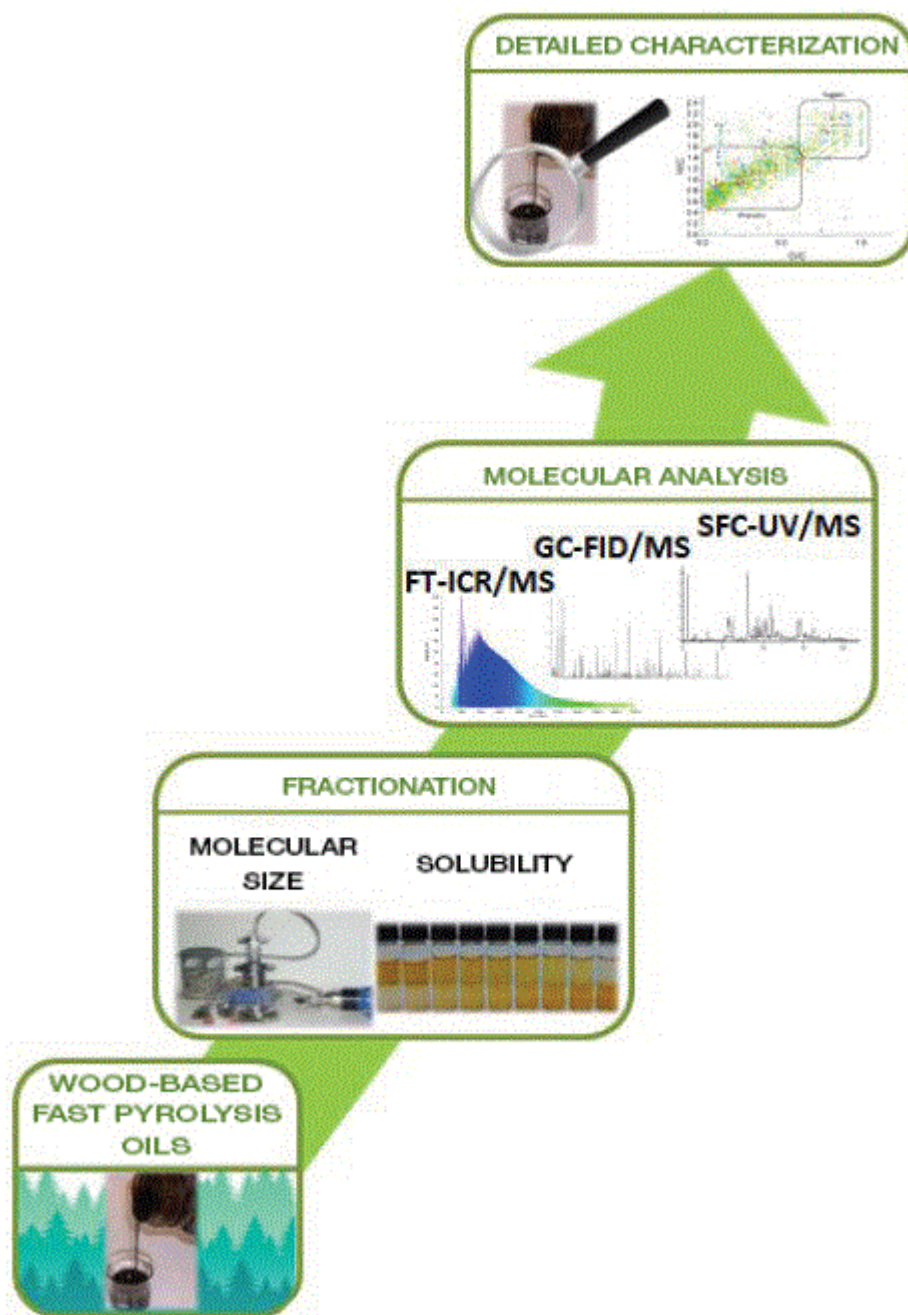 DETAILED CHARACTERIZATION
H/C
O/C
MOLECULAR ANALYSIS
SFC-UV/MS
GC-FID/MS
FT-ICR/MS
FRACTIONATION
MOLECULAR
SIZE
SOLUBILITY
WOOD-BASED
FAST PYROLYSIS
OILS